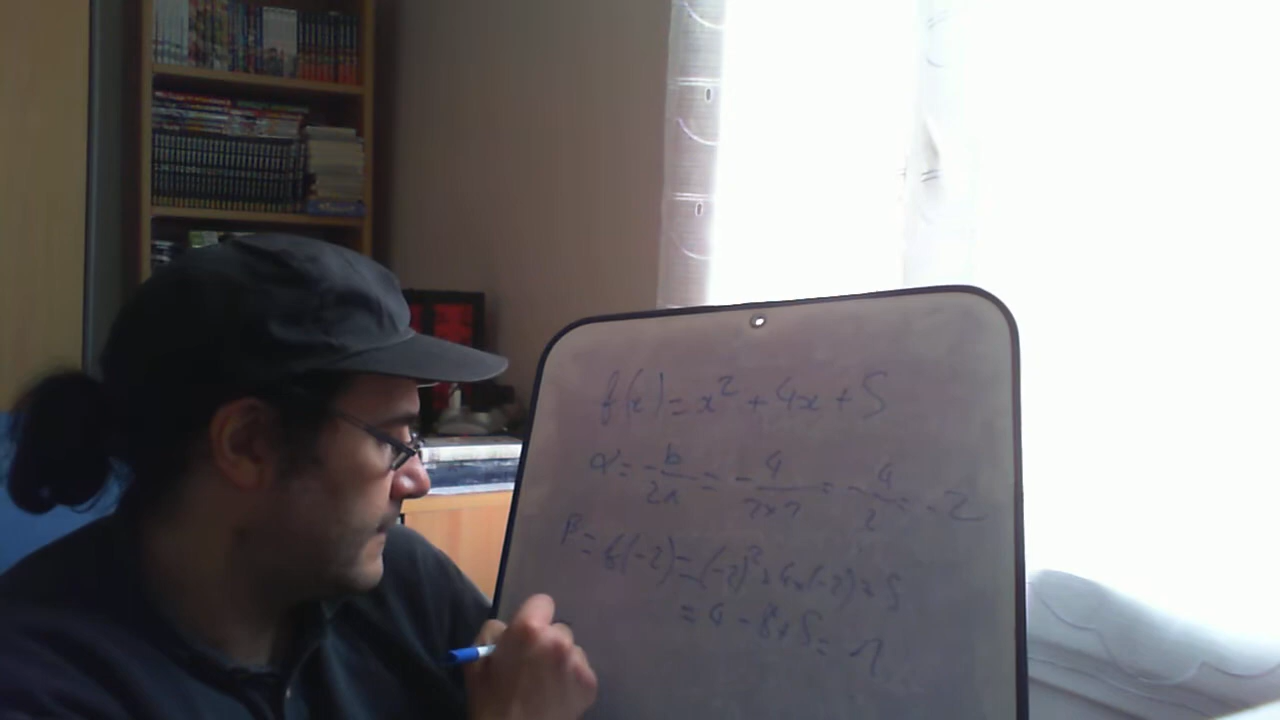 f(x) = x² + 4x + 5
α = -b/2a = -4/2×1 = -4/2 = -2
β = f(-2) = (-2)² + 4×(-2) + 5
= 4 - 8 + 5 = 1